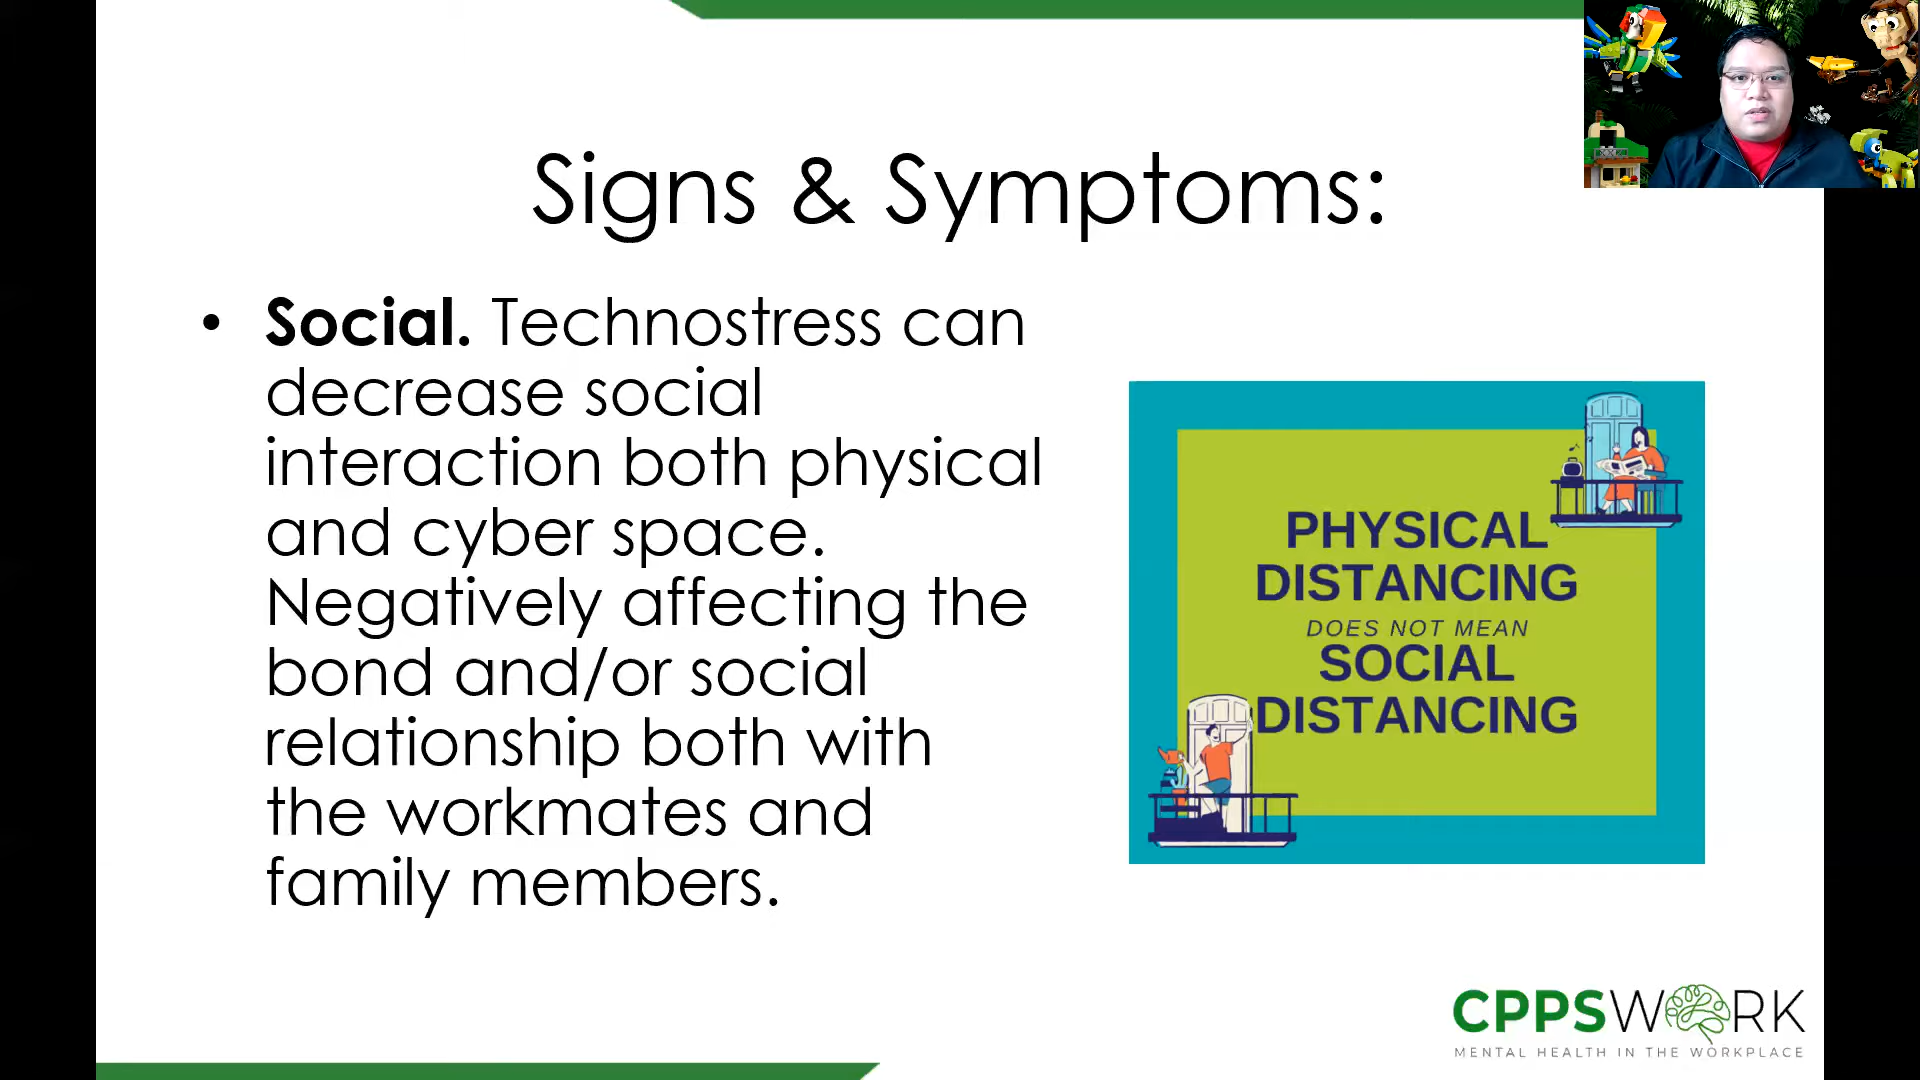 Signs & Symptoms:
• Social. Technostress can
decrease social
interaction both physical
and cyber space.
Negatively affecting the
bond and/or social
relationship both with
the workmates and
family members.
PHYSICAL
DISTANCING
DOES NOT MEAN
SOCIAL
DISTANCING
CPPSWORK
MENTAL HEALTH IN THE WORKPLACE